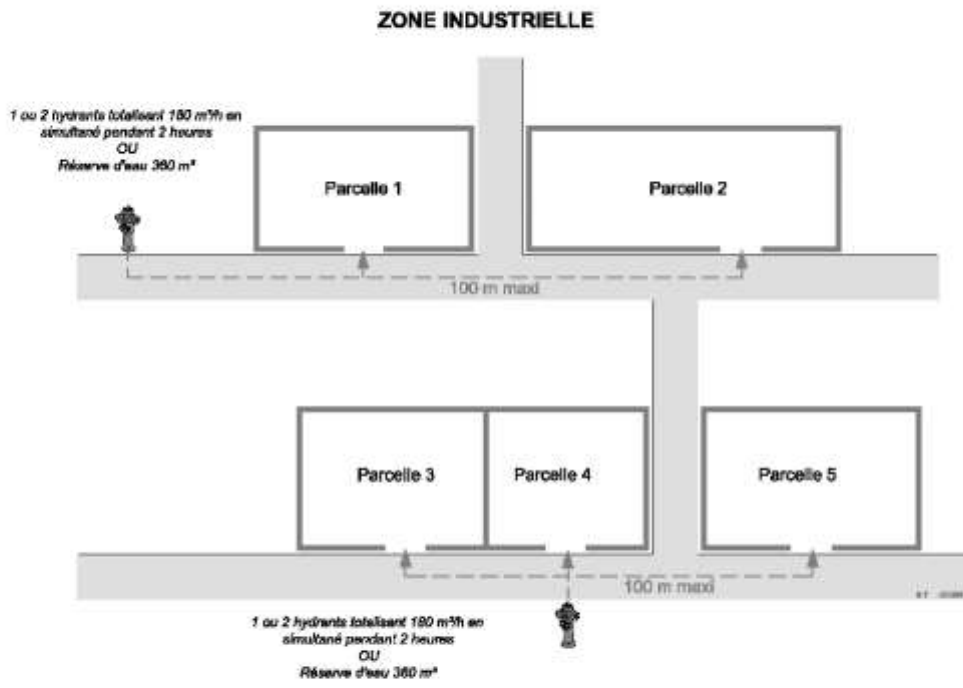 ZONE INDUSTRIELLE
1 ou 2 hydrants totalisant 180 m³/h en
simultané pendant 2 heures
OU
Réserve d'eau 360 m³
Parcelle 1
Parcelle 2
100 m maxi
Parcelle 3
Parcelle 4
Parcelle 5
100 m maxi
1 ou 2 hydrants totalisant 180 m³/h en
simultané pendant 2 heures
OU
Réserve d'eau 360 m³